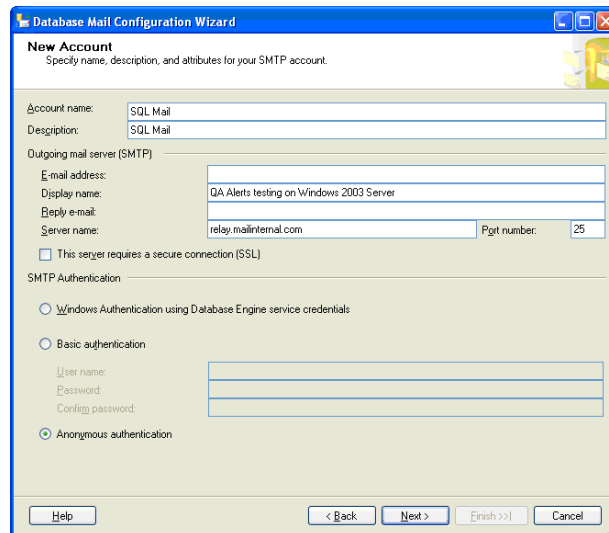 Database Mail Configuration Wizard
New Account
Specify name, description, and attributes for your SMTP account.
Account name: SQL Mail
Description: SQL Mail
Outgoing mail server (SMTP)
E-mail address:
Display name: QA Alerts testing on Windows 2003 Server
Reply e-mail:
Server name: relay.mailinternal.com Port number: 25
This server requires a secure connection (SSL)
SMTP Authentication
Windows Authentication using Database Engine service credentials
Basic authentication
User name:
Password:
Confirm password:
Anonymous authentication
Help < Back Next > Finish >>| Cancel